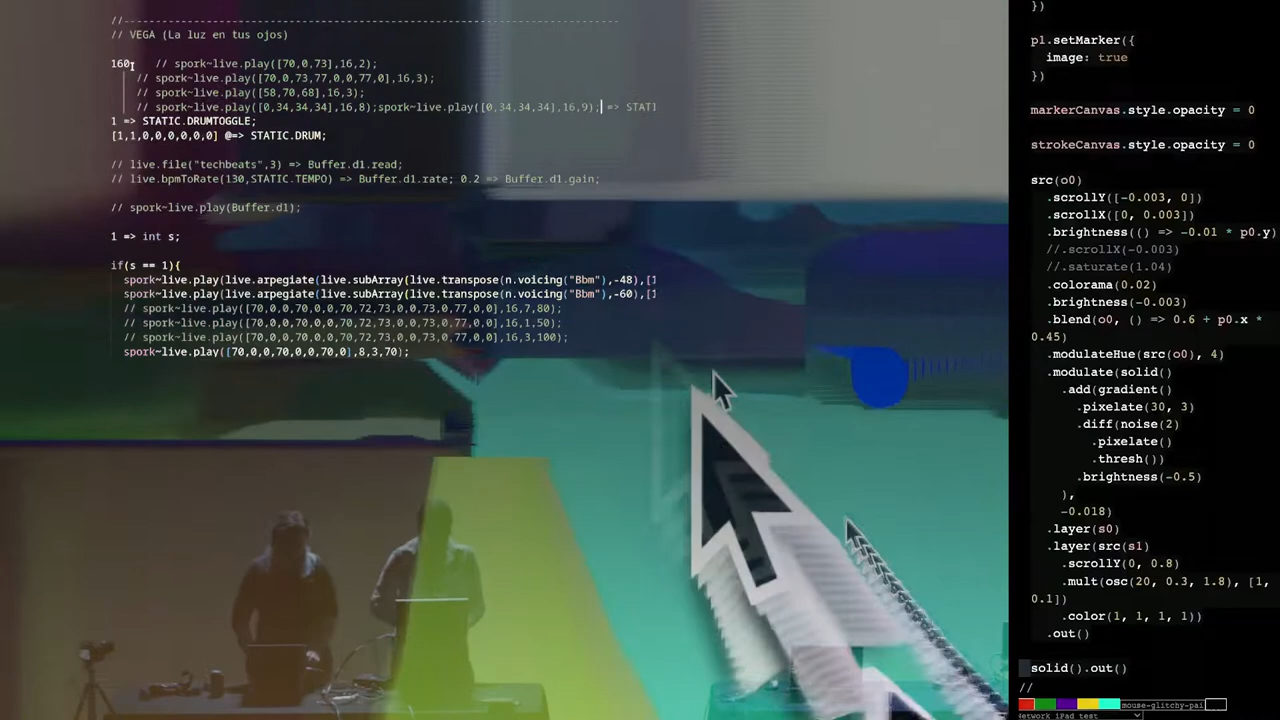 //-----------------------------------------------------------------------------------
// VEGA (La luz en tus ojos)
160; // spork~live.play([70,0,73],16,2);
// spork~live.play([70,0,73,77,0,0,77,0],16,3);
// spork~live.play([58,70,68],16,3);
// spork~live.play([0,34,34,34],16,8);spork~live.play([0,34,34,34],16,9); => STATI
1 => STATIC.DRUMTOGGLE;
[1,1,0,0,0,0,0,0] @=> STATIC.DRUM;
// live.file("techbeats",3) => Buffer.d1.read;
// live.bpmToRate(130,STATIC.TEMPO) => Buffer.d1.rate; 0.2 => Buffer.d1.gain;
// spork~live.play(Buffer.d1);
1 => int s;
if(s == 1){
spork~live.play(live.arpegiate(live.subArray(live.transpose(n.voicing("Bbm"),-48),[1
spork~live.play(live.arpegiate(live.subArray(live.transpose(n.voicing("Bbm"),-60),[1
// spork~live.play([70,0,0,70,0,0,70,72,73,0,0,73,0,77,0,0],16,7,80);
// spork~live.play([70,0,0,70,0,0,70,72,73,0,0,73,0,77,0,0],16,1,50);
// spork~live.play([70,0,0,70,0,0,70,72,73,0,0,73,0,77,0,0],16,3,100);
spork~live.play([70,0,0,70,0,0,70,0],8,3,70);
})
p1.setMarker({
image: true
})
markerCanvas.style.opacity = 0
strokeCanvas.style.opacity = 0
src(o0)
.scrollY([-0.003, 0])
.scrollX([0, 0.003])
.brightness(() => -0.01 * p0.y)
//.scrollX(-0.003)
//.saturate(1.04)
.colorama(0.02)
.brightness(-0.003)
.blend(o0, () => 0.6 + p0.x *
0.45)
.modulateHue(src(o0), 4)
.modulate(solid()
.add(gradient()
.pixelate(30, 3)
.diff(noise(2)
.pixelate()
.thresh())
.brightness(-0.5)
),
-0.018)
.layer(s0)
.layer(src(s1)
.scrollY(0, 0.8)
.mult(osc(20, 0.3, 1.8), [1,
0.1])
.color(1, 1, 1, 1))
.out()
solid().out()
//
mouse-glitchy-pai
etwork iPad test